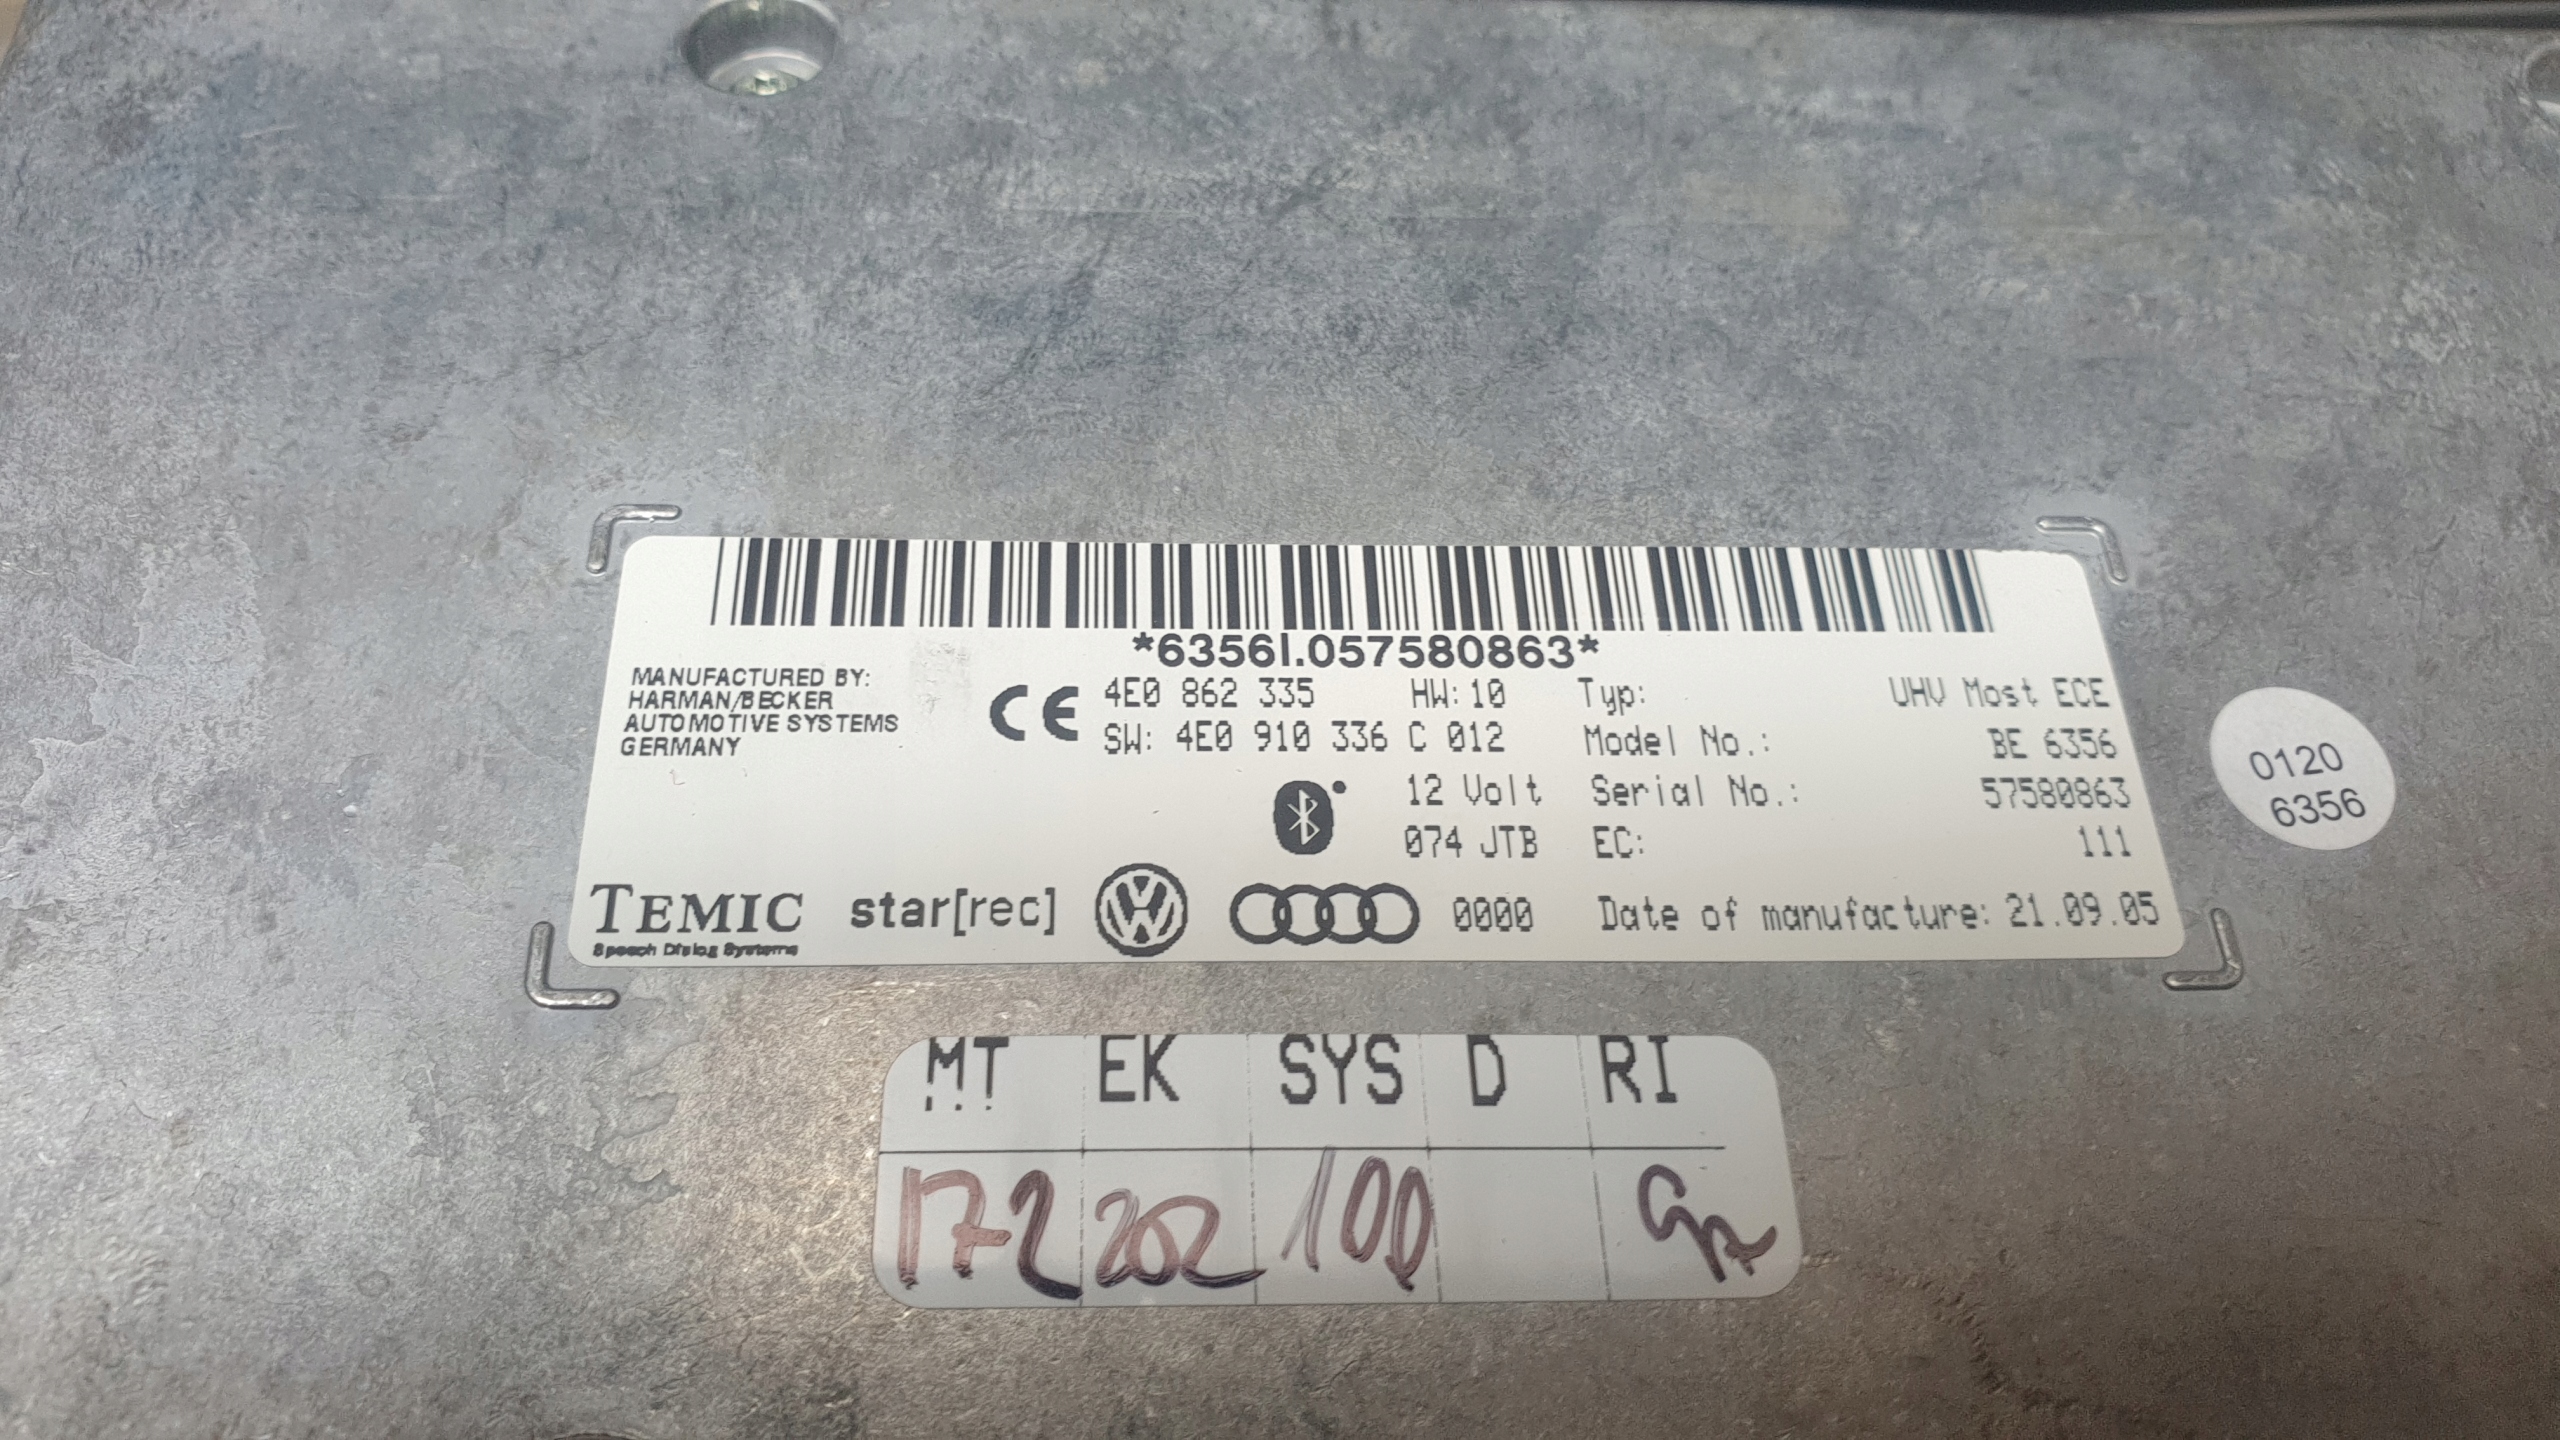 *6356I.057580863*
MANUFACTURED BY:
HARMAN/BECKER
AUTOMOTIVE SYSTEMS
GERMANY
CE
4E0 862 335 HW:10
SW: 4E0 910 336 C 012
12 Volt
074 JTB
Typ: UHV Most ECE
Model No.: BE 6356
Serial No.: 57580863
EC: 111
TEMIC
Speech Dialog Systems
star[rec]
0000
Date of manufacture: 21.09.05
0120
6356
MT EK SYS D RI
172 202 100